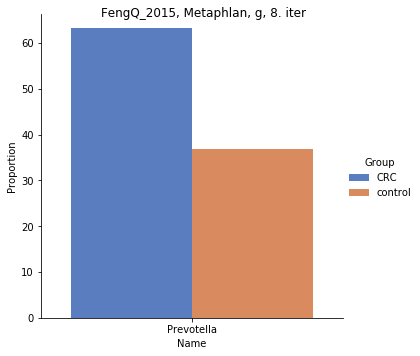 FengQ_2015, Metaphlan, g, 8. iter
60
50
40
30
20
10
0
Proportion
Prevotella
Name
Group
CRC
control